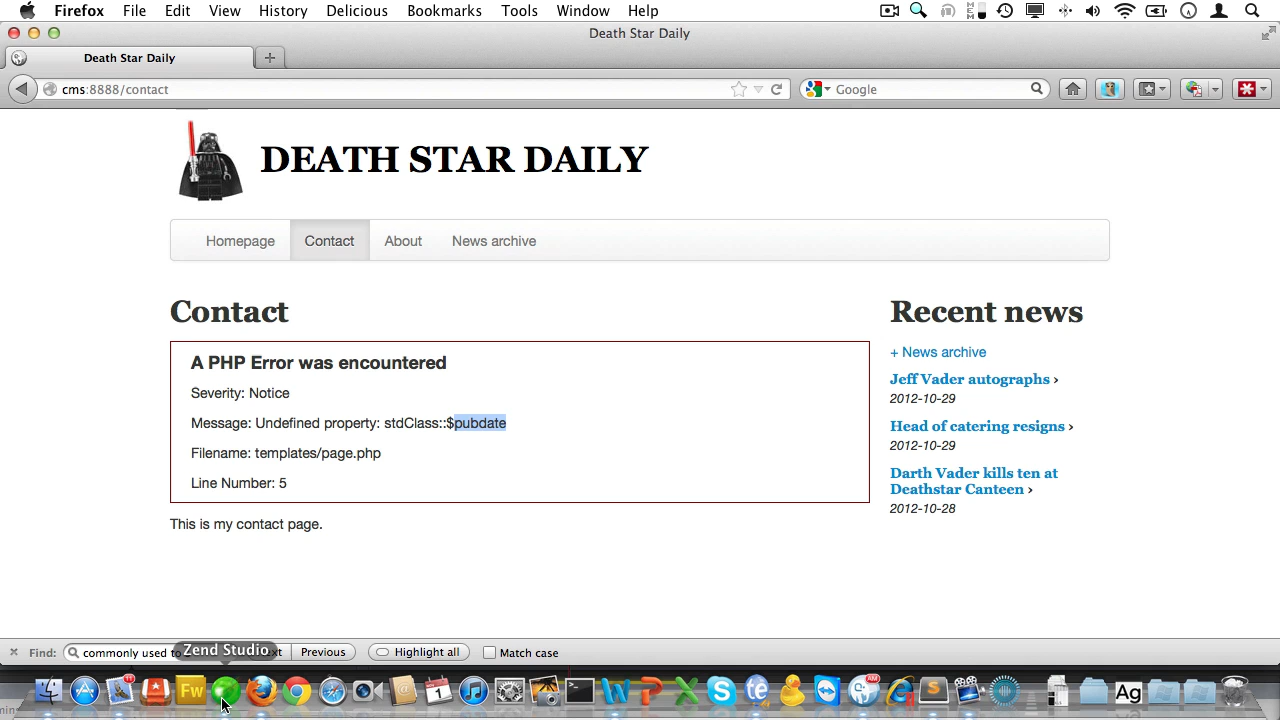 Firefox File Edit View History Delicious Bookmarks Tools Window Help
Death Star Daily
Death Star Daily
cms:8888/contact
Google
DEATH STAR DAILY
Homepage Contact About News archive
Contact
A PHP Error was encountered
Severity: Notice
Message: Undefined property: stdClass::$pubdate
Filename: templates/page.php
Line Number: 5
This is my contact page.
Recent news
+ News archive
Jeff Vader autographs ›
2012-10-29
Head of catering resigns ›
2012-10-29
Darth Vader kills ten at
Deathstar Canteen ›
2012-10-28
Find: commonly used to Previous Highlight all Match case
Zend Studio
Fw
Ag